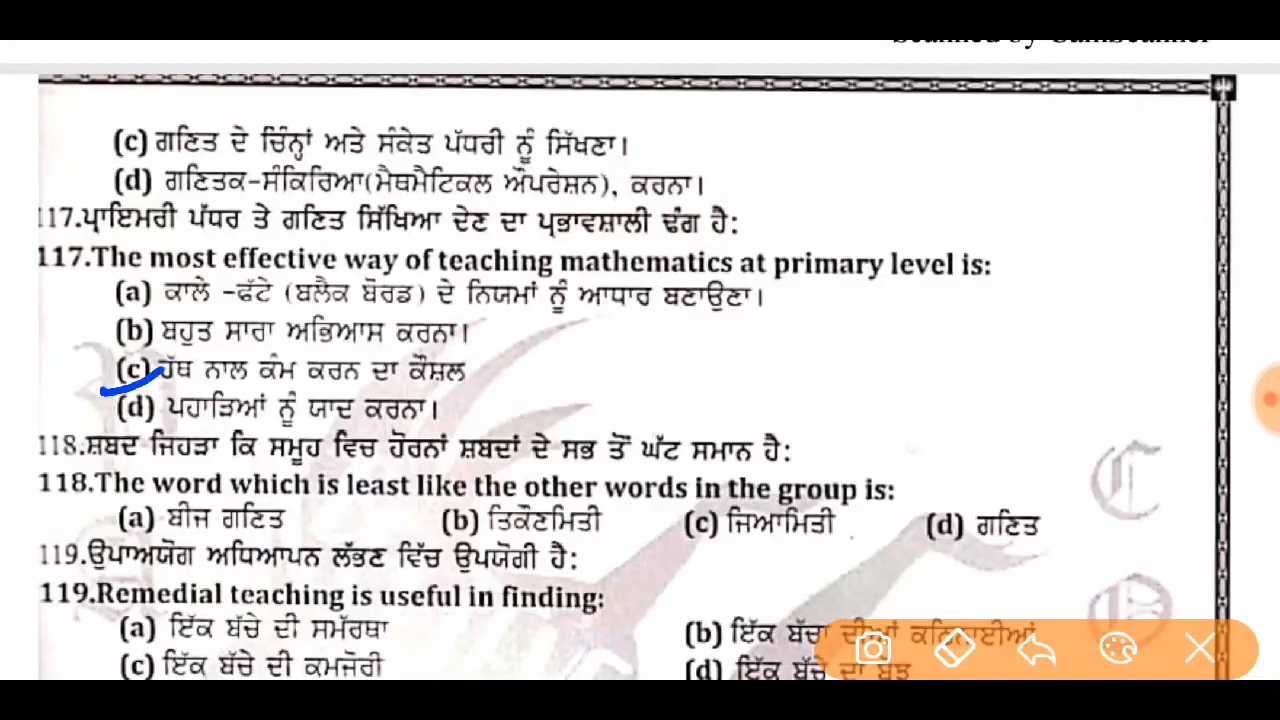 (c) ਗਣਿਤ ਦੇ ਚਿੰਨ੍ਹਾਂ ਅਤੇ ਸੰਕੇਤ ਪੱਧਰੀ ਨੂੰ ਸਿੱਖਣਾ।
(d) ਗਣਿਤਕ-ਸੰਕਿਰਿਆ(ਮੈਥਮੈਟਿਕਲ ਔਪਰੇਸ਼ਨ), ਕਰਨਾ।
117.ਪ੍ਰਾਇਮਰੀ ਪੱਧਰ ਤੇ ਗਣਿਤ ਸਿੱਖਿਆ ਦੇਣ ਦਾ ਪ੍ਰਭਾਵਸ਼ਾਲੀ ਢੰਗ ਹੈ:
117.The most effective way of teaching mathematics at primary level is:
(a) ਕਾਲੇ -ਫੱਟੇ (ਬਲੈਕ ਬੋਰਡ) ਦੇ ਨਿਯਮਾਂ ਨੂੰ ਆਧਾਰ ਬਣਾਉਣਾ।
(b) ਬਹੁਤ ਸਾਰਾ ਅਭਿਆਸ ਕਰਨਾ।
(c) ਹੱਥ ਨਾਲ ਕੰਮ ਕਰਨ ਦਾ ਕੌਸ਼ਲ
(d) ਪਹਾੜਿਆਂ ਨੂੰ ਯਾਦ ਕਰਨਾ।
118.ਸ਼ਬਦ ਜਿਹੜਾ ਕਿ ਸਮੂਹ ਵਿਚ ਹੋਰਨਾਂ ਸ਼ਬਦਾਂ ਦੇ ਸਭ ਤੋਂ ਘੱਟ ਸਮਾਨ ਹੈ:
118.The word which is least like the other words in the group is:
(a) ਬੀਜ ਗਣਿਤ (b) ਤਿਕੌਣਮਿਤੀ (c) ਜਿਆਮਿਤੀ (d) ਗਣਿਤ
119.ਉਪਾਅਯੋਗ ਅਧਿਆਪਨ ਲੱਭਣ ਵਿੱਚ ਉਪਯੋਗੀ ਹੈ:
119.Remedial teaching is useful in finding:
(a) ਇੱਕ ਬੱਚੇ ਦੀ ਸਮੱਰਥਾ (b) ਇੱਕ ਬੱਚਾ ਦੀਆਂ ਕਠਿਨਾਈਆਂ
(c) ਇੱਕ ਬੱਚੇ ਦੀ ਕਮਜੋਰੀ (d) ਇੱਕ ਬੱਚੇ ਦਾ